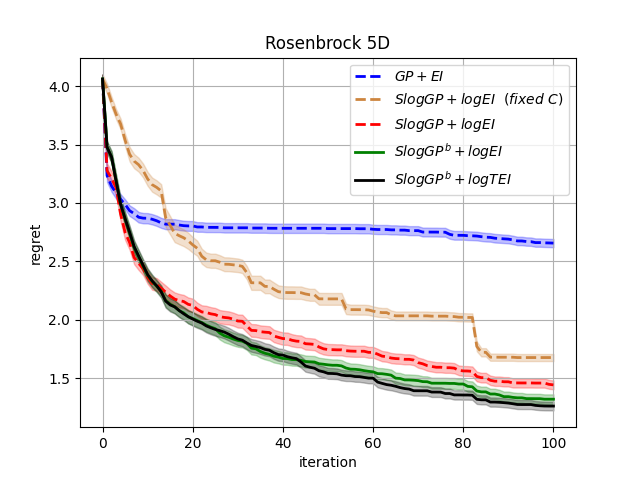 Rosenbrock 5D
regret
4.0
3.5
3.0
2.5
2.0
1.5
GP + EI
SlogGP + logEI (fixed C)
SlogGP + logEI
SlogGP^b + logEI
SlogGP^b + logTEI
0 20 40 60 80 100
iteration